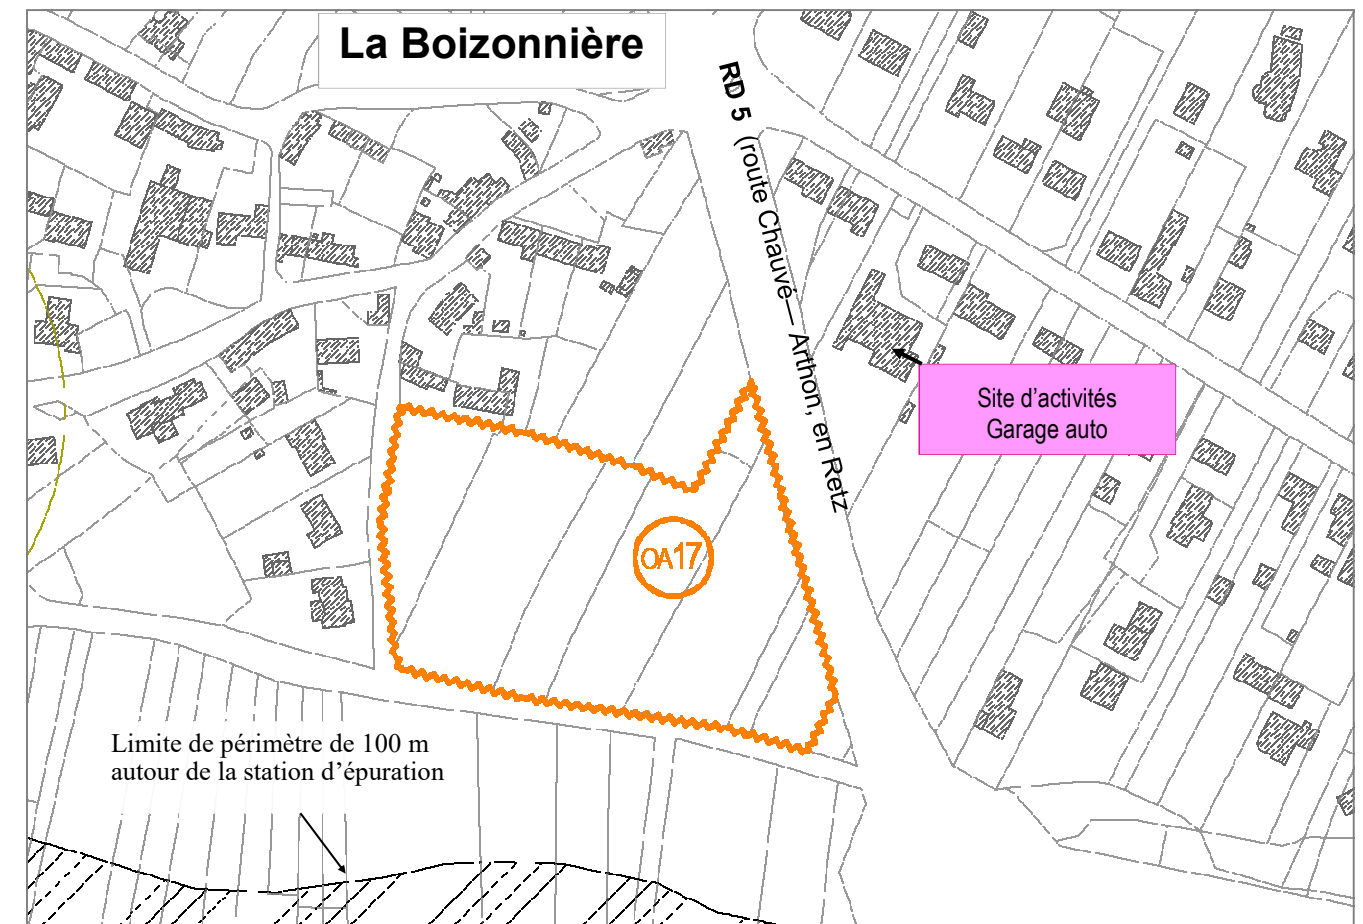 La Boizonnière
RD 5 (route Chauvé— Arthon, en Retz
Site d'activités
Garage auto
OA17
Limite de périmètre de 100 m
autour de la station d'épuration